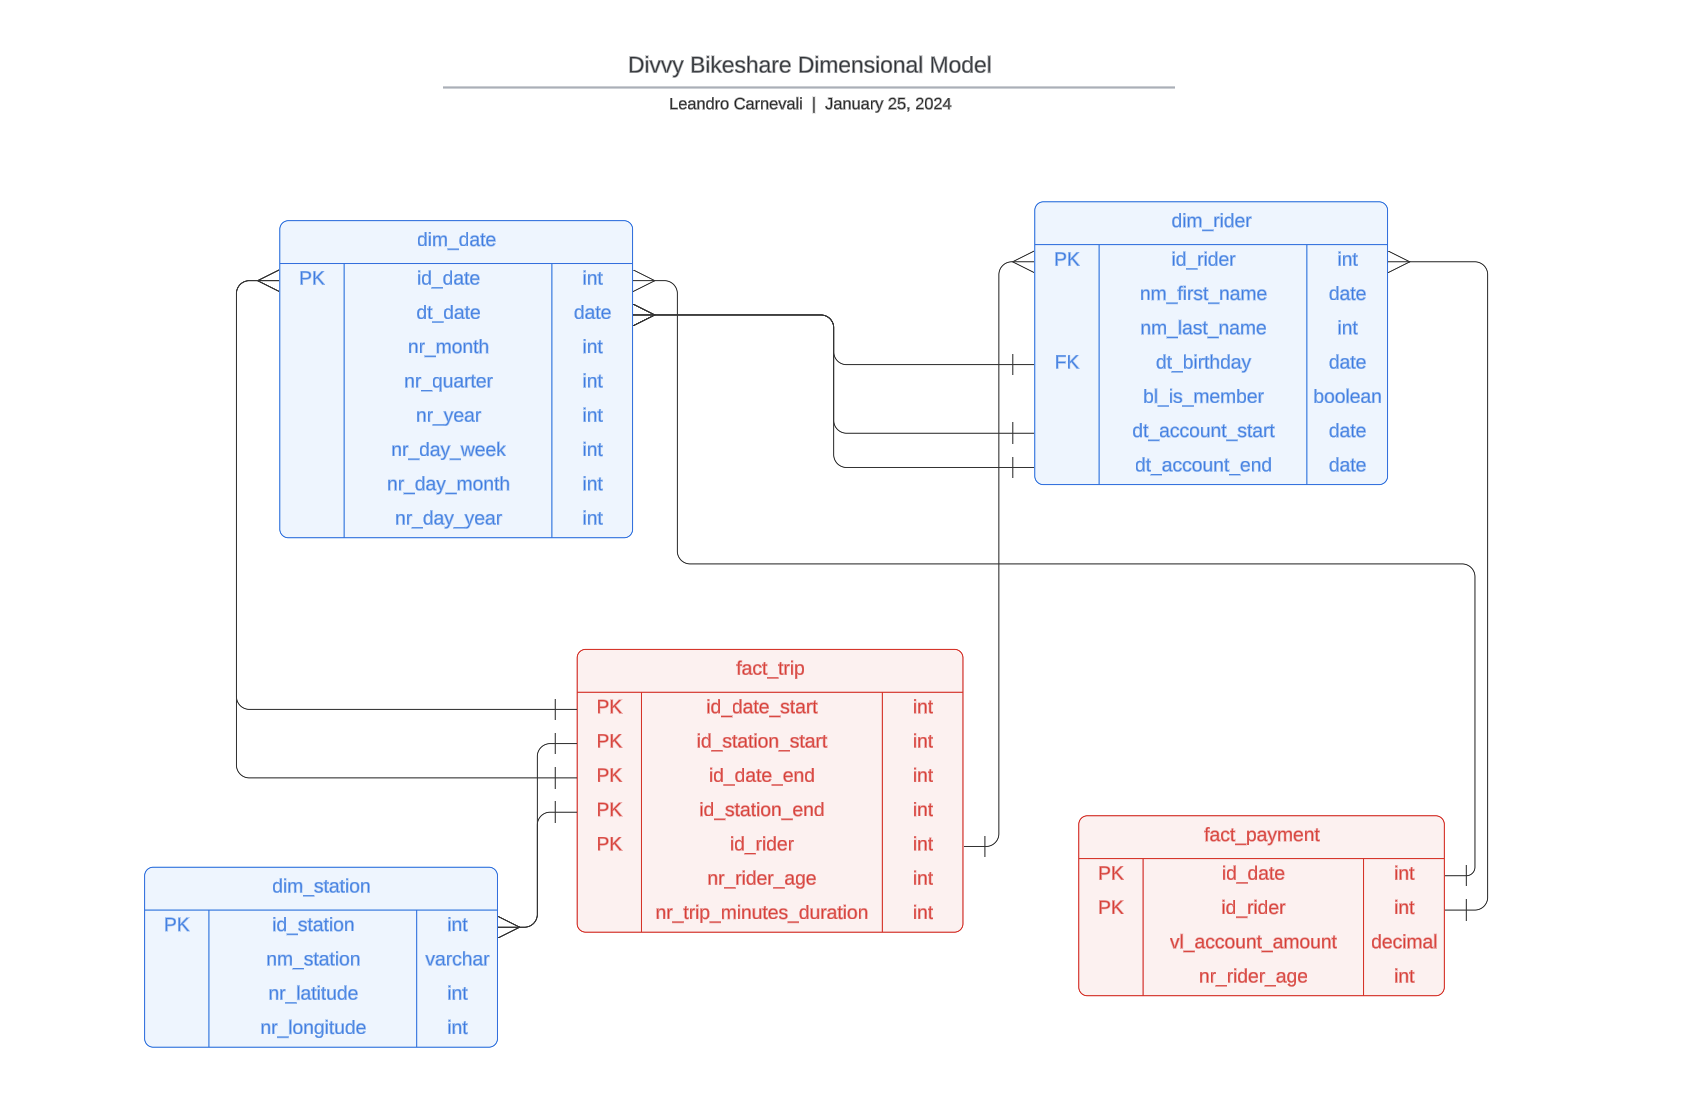 Divvy Bikeshare Dimensional Model
Leandro Carnevali | January 25, 2024
dim_date
PK id_date int
dt_date date
nr_month int
nr_quarter int
nr_year int
nr_day_week int
nr_day_month int
nr_day_year int
dim_rider
PK id_rider int
nm_first_name date
nm_last_name int
FK dt_birthday date
bl_is_member boolean
dt_account_start date
dt_account_end date
fact_trip
PK id_date_start int
PK id_station_start int
PK id_date_end int
PK id_station_end int
PK id_rider int
nr_rider_age int
nr_trip_minutes_duration int
fact_payment
PK id_date int
PK id_rider int
vl_account_amount decimal
nr_rider_age int
dim_station
PK id_station int
nm_station varchar
nr_latitude int
nr_longitude int